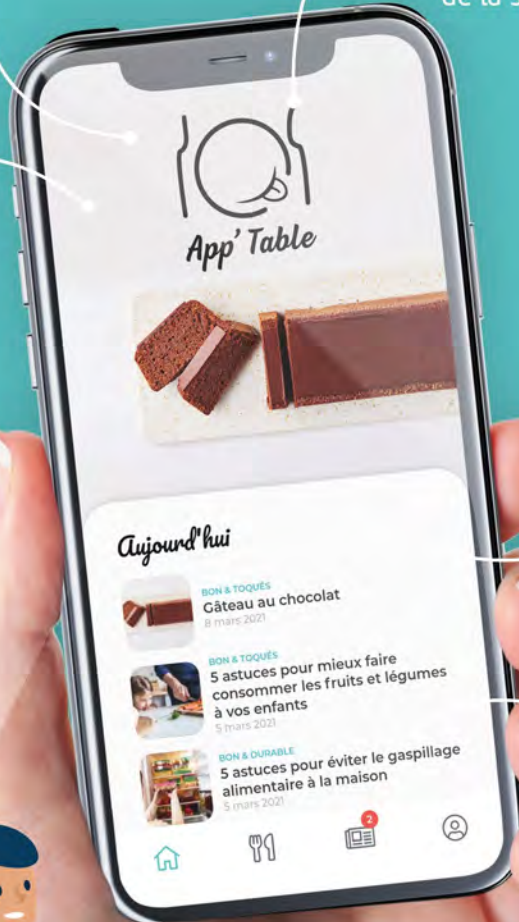 de la
App' Table
Aujourd'hui
BON & TOQUÉS
Gâteau au chocolat
8 mars 2021
BON & TOQUÉS
5 astuces pour mieux faire
consommer les fruits et légumes
à vos enfants
5 mars 2021
BON & DURABLE
5 astuces pour éviter le gaspillage
alimentaire à la maison
5 mars 2021
2